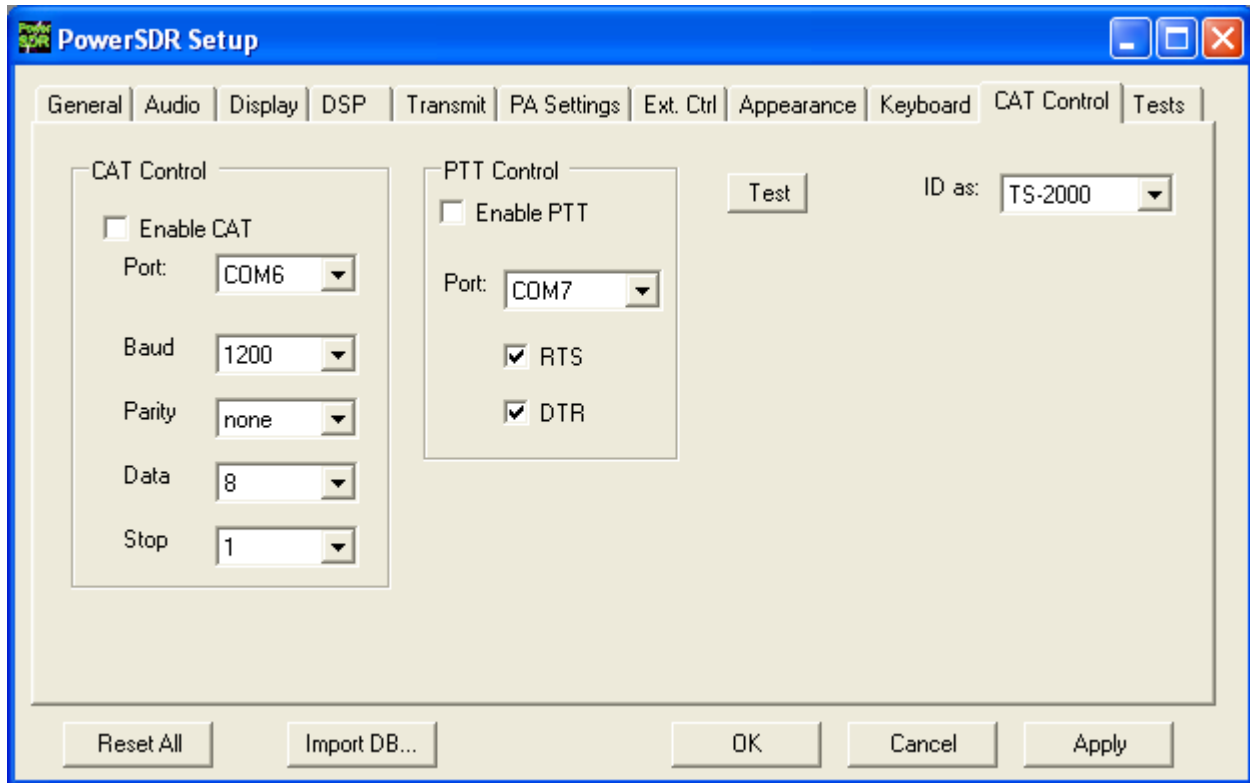 Power SDR PowerSDR Setup
General Audio Display DSP Transmit PA Settings Ext. Ctrl Appearance Keyboard CAT Control Tests
CAT Control
Enable CAT
Port: COM6
Baud 1200
Parity none
Data 8
Stop 1
PTT Control
Enable PTT
Port: COM7
RTS
DTR
Test
ID as: TS-2000
Reset All Import DB... OK Cancel Apply